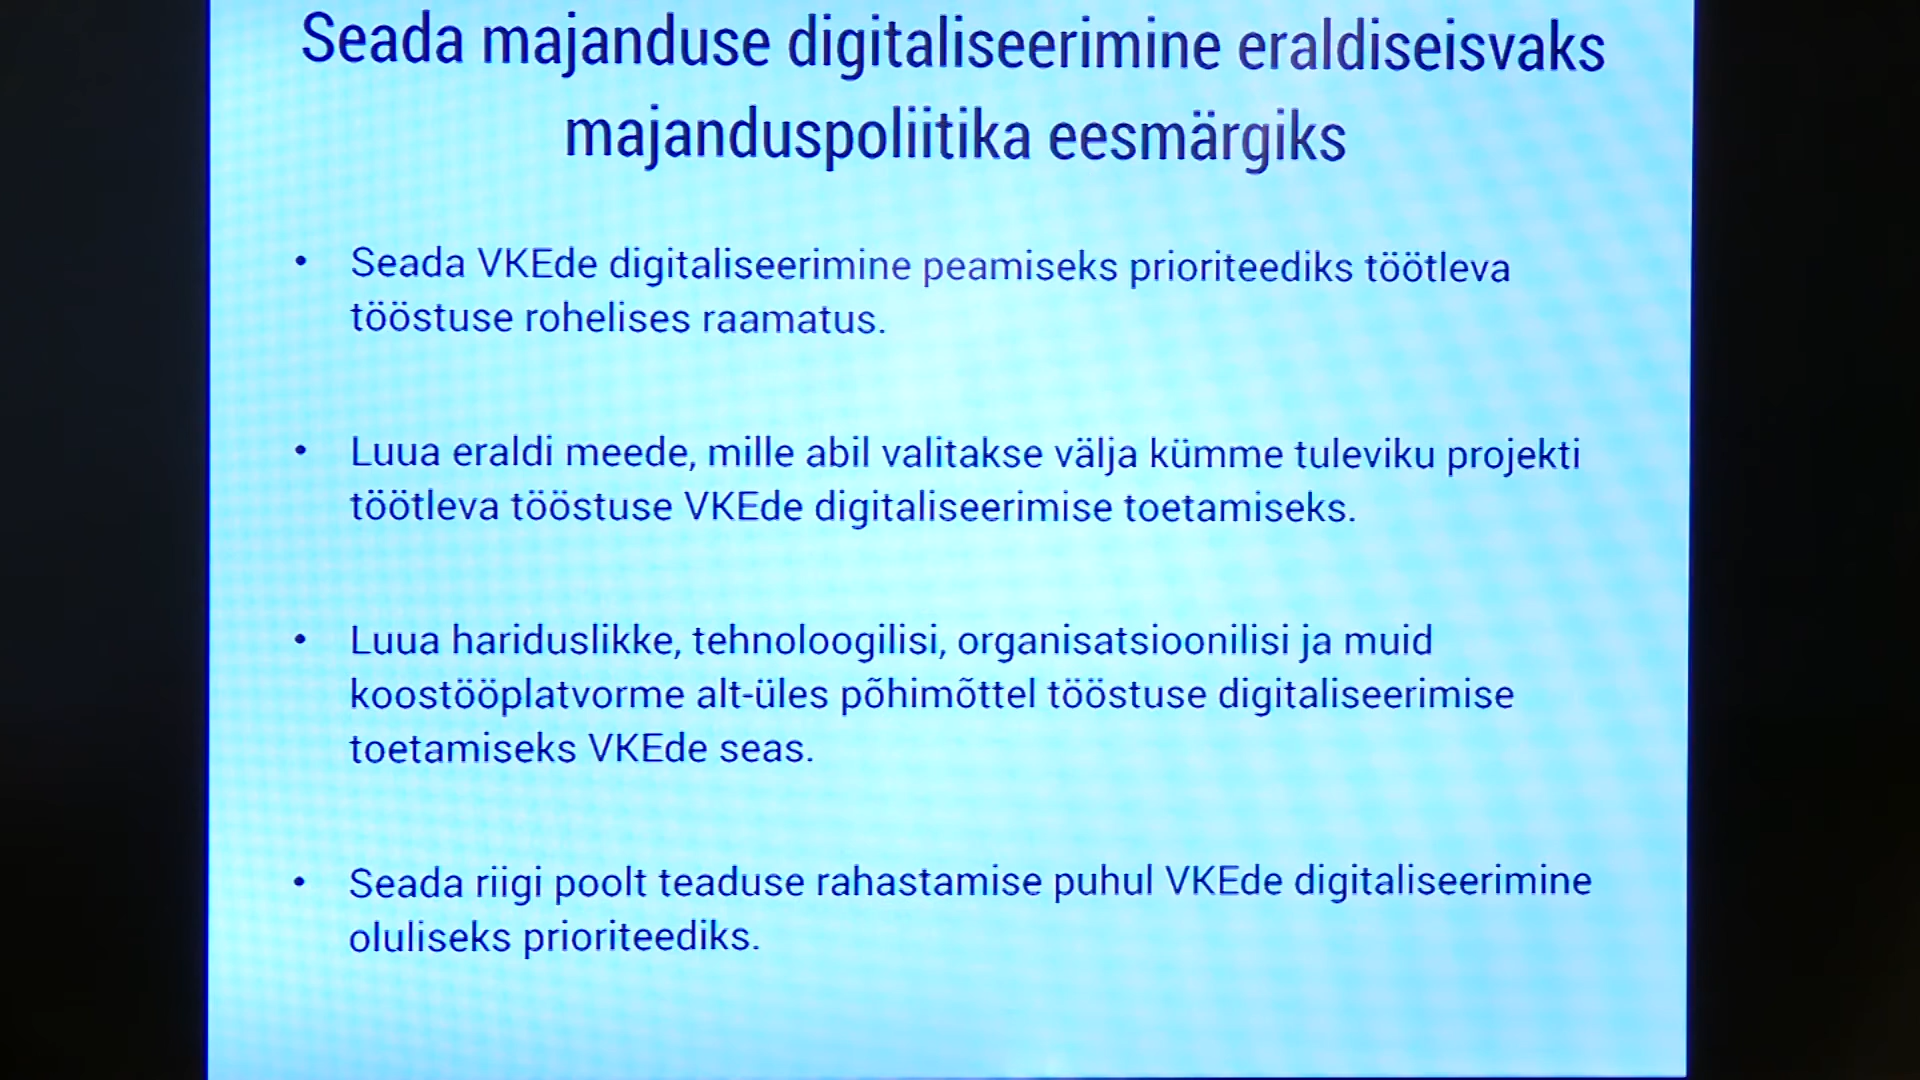 Seada majanduse digitaliseerimine eraldiseisvaks
majanduspoliitika eesmärgiks
• Seada VKEde digitaliseerimine peamiseks prioriteediks töötleva
tööstuse rohelises raamatus.
• Luua eraldi meede, mille abil valitakse välja kümme tuleviku projekti
töötleva tööstuse VKEde digitaliseerimise toetamiseks.
• Luua hariduslikke, tehnoloogilisi, organisatsioonilisi ja muid
koostööplatvorme alt-üles põhimõttel tööstuse digitaliseerimise
toetamiseks VKEde seas.
• Seada riigi poolt teaduse rahastamise puhul VKEde digitaliseerimine
oluliseks prioriteediks.